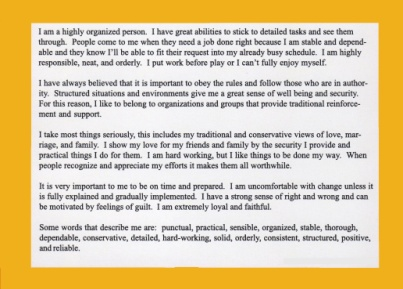 I am a highly organized person. I have great abilities to stick to detailed tasks and see them
through. People come to me when they need a job done right because I am stable and depend-
able and they know I'll be able to fit their request into my already busy schedule. I am highly
responsible, neat, and orderly. I put work before play or I can't fully enjoy myself.
I have always believed that it is important to obey the rules and follow those who are in author-
ity. Structured situations and environments give me a great sense of well being and security.
For this reason, I like to belong to organizations and groups that provide traditional reinforce-
ment and support.
I take most things seriously, this includes my traditional and conservative views of love, mar-
riage, and family. I show my love for my friends and family by the security I provide and
practical things I do for them. I am hard working, but I like things to be done my way. When
people recognize and appreciate my efforts it makes them all worthwhile.
It is very important to me to be on time and prepared. I am uncomfortable with change unless it
is fully explained and gradually implemented. I have a strong sense of right and wrong and can
be motivated by feelings of guilt. I am extremely loyal and faithful.
Some words that describe me are: punctual, practical, sensible, organized, stable, thorough,
dependable, conservative, detailed, hard-working, solid, orderly, consistent, structured, positive,
and reliable.